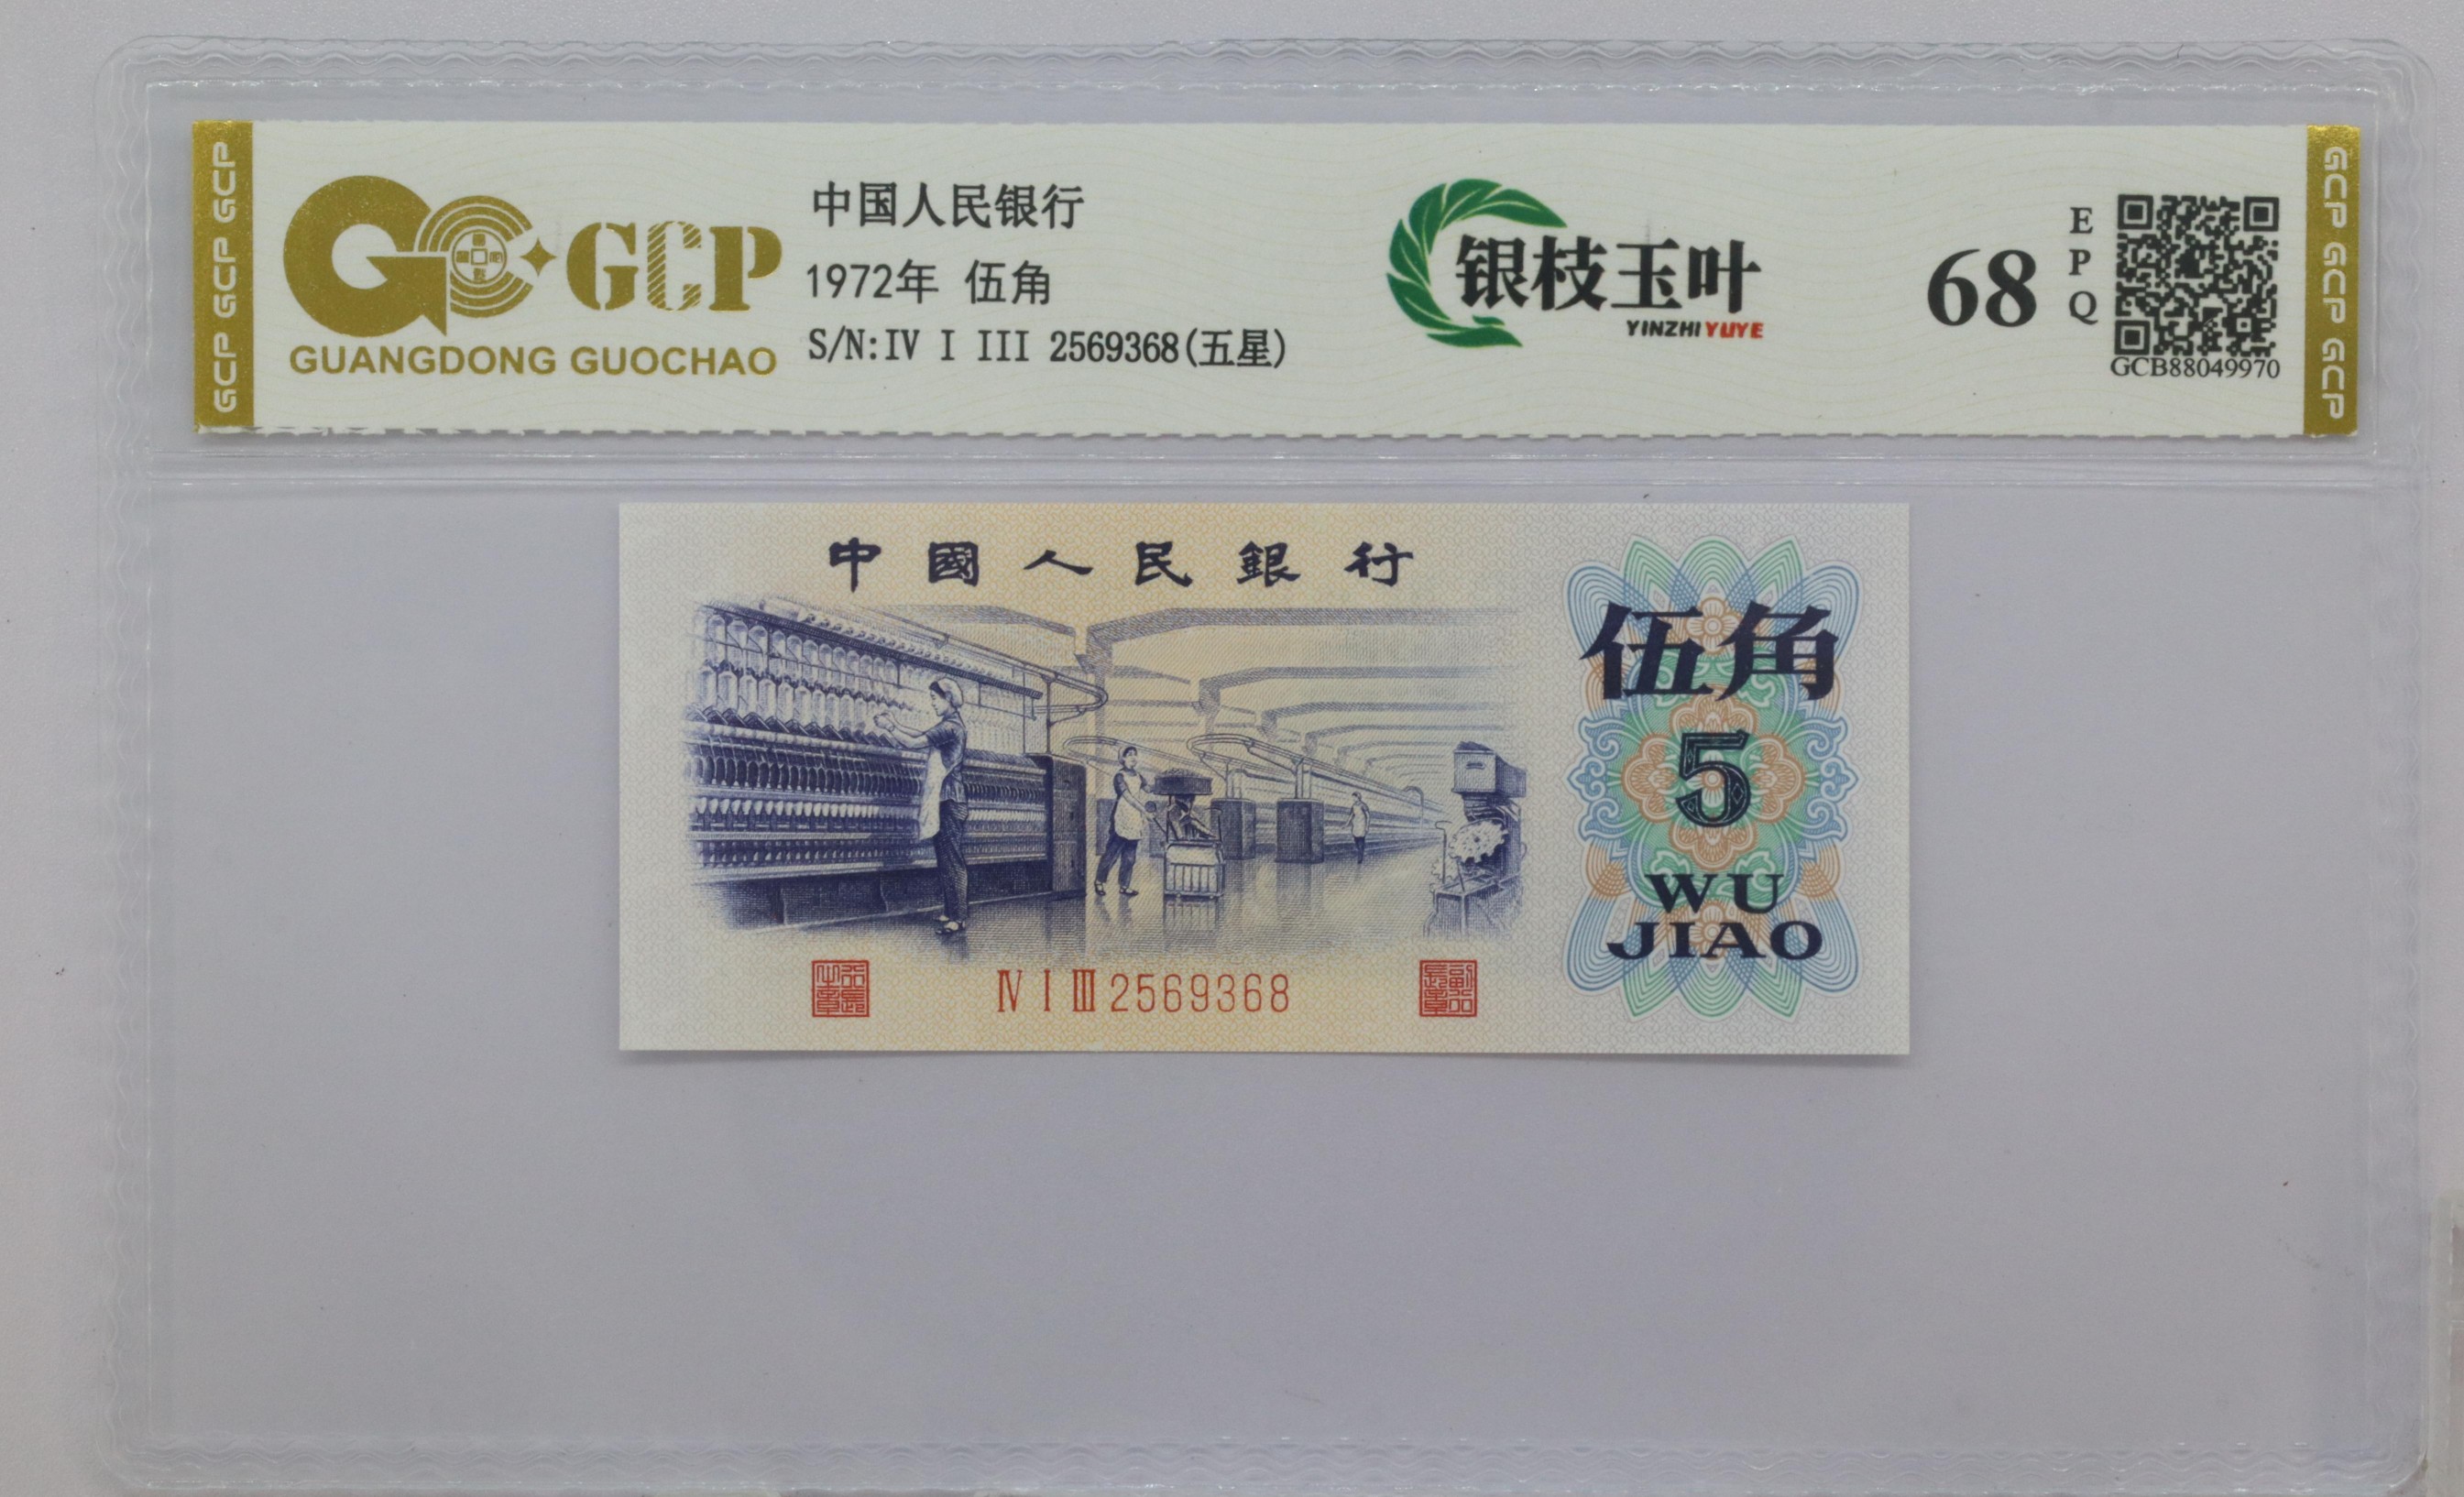 GCP GCP GCP
GCP
GUANGDONG GUOCHAO
中国人民银行
1972年 伍角
S/N:IV I III 2569368(五星)
银枝玉叶
YINZHI YUYE
68
EPQ
GCB88049970
GCP GCP GCP
中國人民銀行
伍角
5
WU
JIAO
Ⅳ Ⅰ Ⅲ 2569368